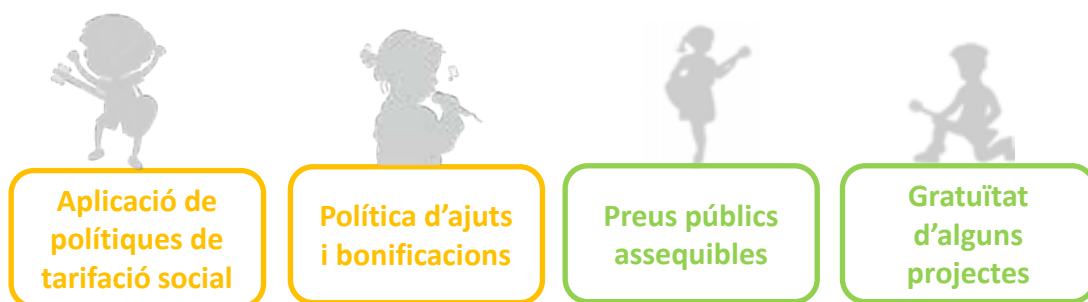 Aplicació de
polítiques de
tarifació social
Política d’ajuts
i bonificacions
Preus públics
assequibles
Gratuïtat
d’alguns
projectes